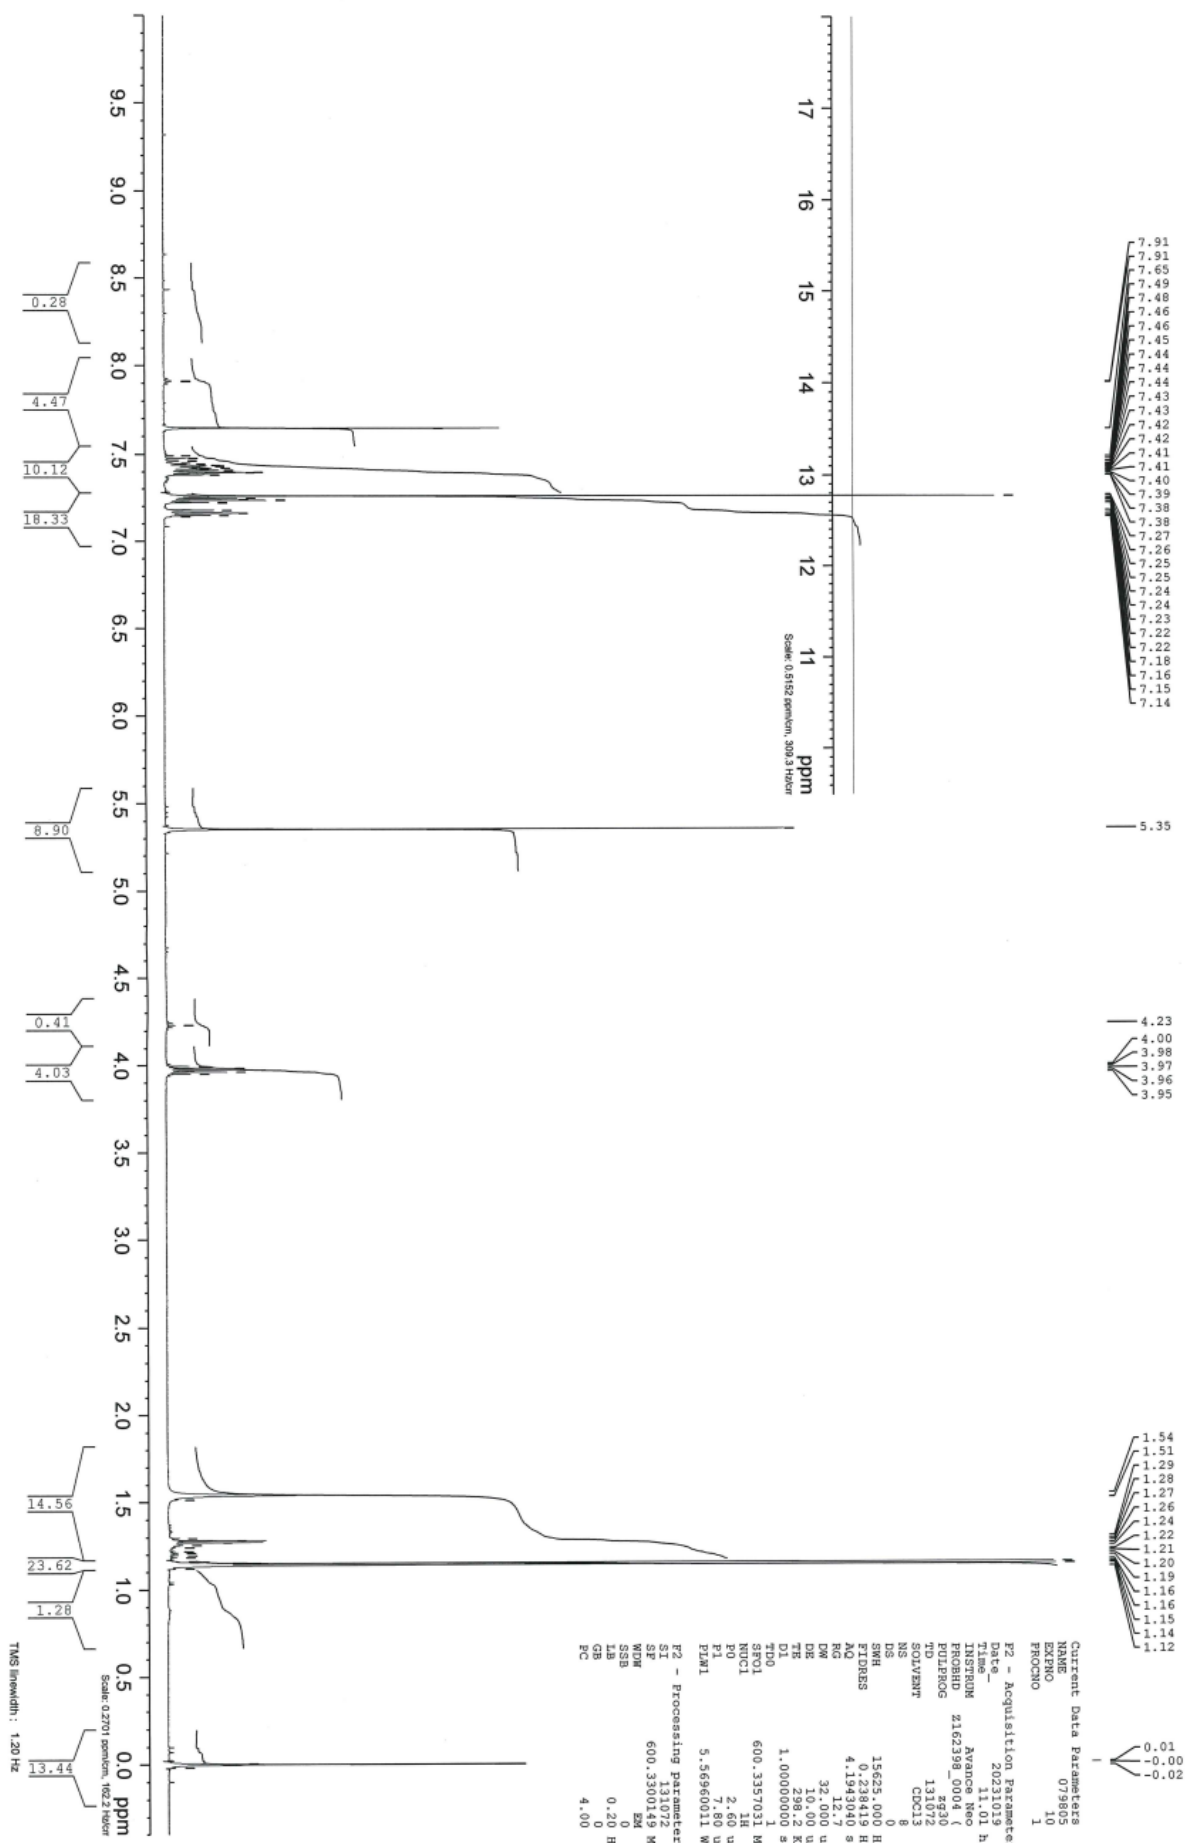 7.91
7.91
7.65
7.49
7.48
7.46
7.46
7.45
7.44
7.44
7.44
7.43
7.43
7.42
7.42
7.41
7.41
7.40
7.39
7.38
7.38
7.27
7.26
7.25
7.25
7.24
7.24
7.23
7.22
7.22
7.18
7.16
7.15
7.14
5.35
4.23
4.00
3.98
3.97
3.96
3.95
1.54
1.51
1.29
1.28
1.27
1.26
1.24
1.22
1.21
1.20
1.19
1.16
1.16
1.15
1.14
1.12
0.01
-0.00
-0.02
Current Data Parameters
NAME 079805
EXPNO 10
PROCNO 1
F2 - Acquisition Paramete
Date_ 20231019
Time 11.01 h
INSTRUM Avance Neo
PROBHD Z162398_0004 (
PULPROG zg30
TD 131072
SOLVENT CDCl3
NS 8
DS 0
SWH 15625.000 H
FIDRES 0.238419 H
AQ 4.1943040 s
RG 12.7
DW 32.000 u
DE 10.00 u
TE 298.2 K
D1 1.00000000 s
TD0 1
SFO1 600.3357031 M
NUC1 1H
P0 2.60 u
P1 7.80 u
PLW1 5.56960011 W
F2 - Processing parameter
SI 131072
SF 600.3300149 M
WDW EM
SSB 0
LB 0.20 H
GB 0
PC 4.00
17 16 15 14 13 12 11 ppm
Scale: 0.5152 ppm/cm, 309.3 Hz/cm
9.5 9.0 8.5 8.0 7.5 7.0 6.5 6.0 5.5 5.0 4.5 4.0 3.5 3.0 2.5 2.0 1.5 1.0 0.5 0.0 ppm
Scale: 0.2701 ppm/cm, 162.2 Hz/cm
0.28
4.47
10.12
18.33
8.90
0.41
4.03
14.56
23.62
1.28
13.44
TMS linewidth : 1.20 Hz